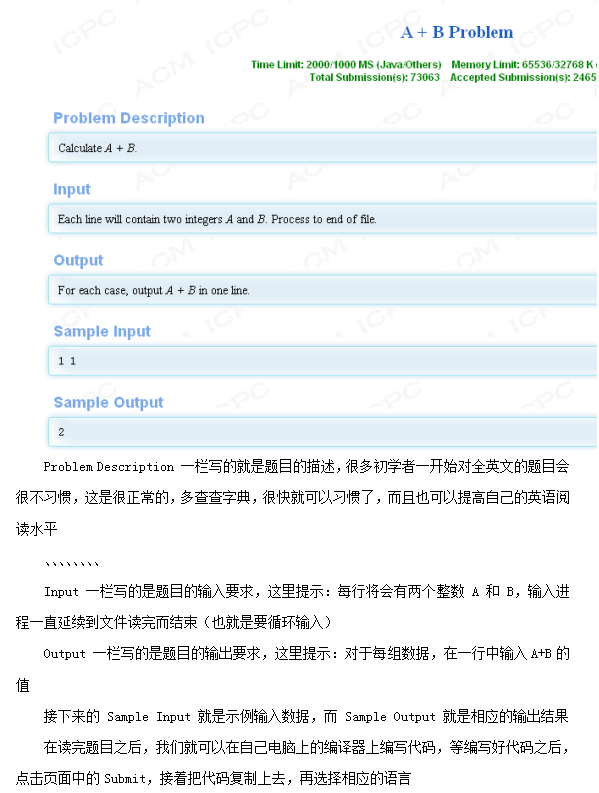 A + B Problem
Time Limit: 2000/1000 MS (Java/Others) Memory Limit: 65536/32768 K
Total Submission(s): 73063 Accepted Submission(s): 2465
Problem Description
Calculate A + B.
Input
Each line will contain two integers A and B. Process to end of file.
Output
For each case, output A + B in one line.
Sample Input
1 1
Sample Output
2
Problem Description 一栏写的就是题目的描述，很多初学者一开始对全英文的题目会
很不习惯，这是很正常的，多查查字典，很快就可以习惯了，而且也可以提高自己的英语阅
读水平
、、、、、、、、
Input 一栏写的是题目的输入要求，这里提示：每行将会有两个整数 A 和 B，输入进
程一直延续到文件读完而结束（也就是要循环输入）
Output 一栏写的是题目的输出要求，这里提示：对于每组数据，在一行中输入 A+B 的
值
接下来的 Sample Input 就是示例输入数据，而 Sample Output 就是相应的输出结果
在读完题目之后，我们就可以在自己电脑上的编译器上编写代码，等编写好代码之后，
点击页面中的 Submit，接着把代码复制上去，再选择相应的语言